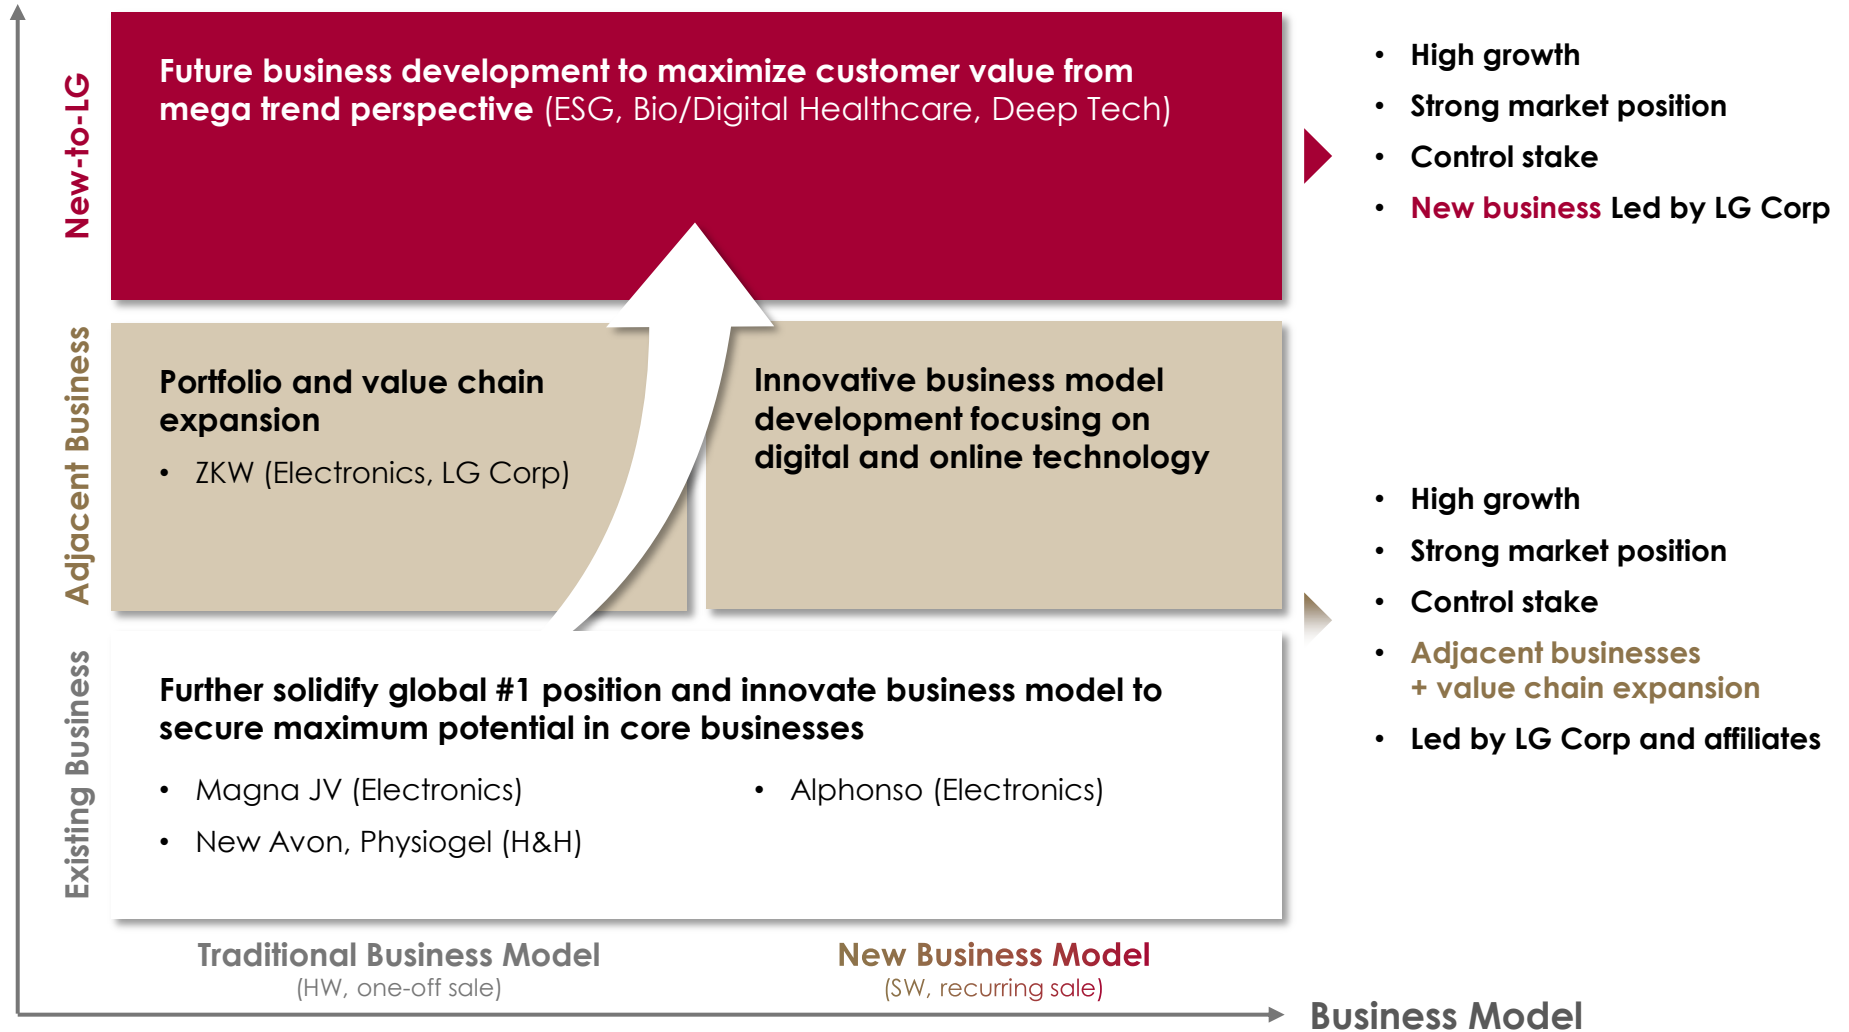 New-to-LG
Future business development to maximize customer value from
mega trend perspective (ESG, Bio/Digital Healthcare, Deep Tech)
• High growth
• Strong market position
• Control stake
• New business Led by LG Corp
Adjacent Business
Portfolio and value chain
expansion
• ZKW (Electronics, LG Corp)
Innovative business model
development focusing on
digital and online technology
• High growth
• Strong market position
• Control stake
• Adjacent businesses
+ value chain expansion
• Led by LG Corp and affiliates
Existing Business
Further solidify global #1 position and innovate business model to
secure maximum potential in core businesses
• Magna JV (Electronics)
• New Avon, Physiogel (H&H)
• Alphonso (Electronics)
Traditional Business Model
(HW, one-off sale)
New Business Model
(SW, recurring sale)
Business Model